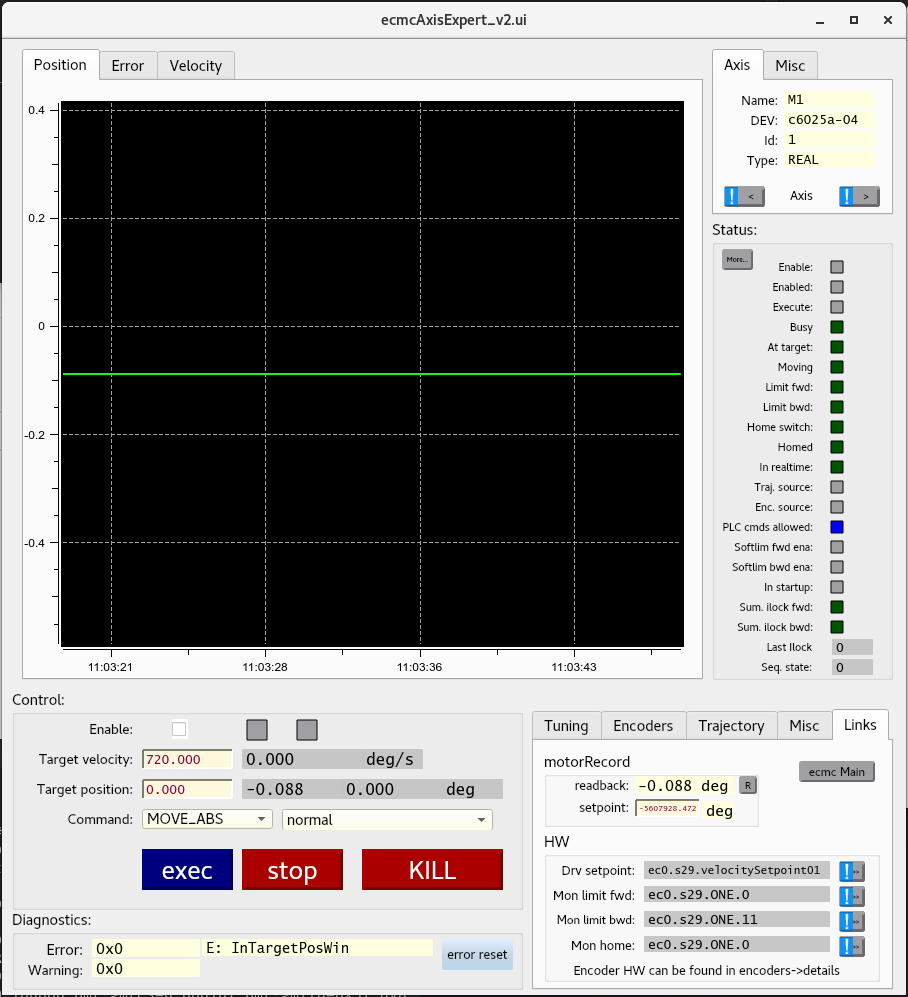 ecmcAxisExpert_v2.ui
Position Error Velocity
0.4
0.2
0
-0.2
-0.4
11:03:21 11:03:28 11:03:36 11:03:43
Axis Misc
Name: M1
DEV: c6025a-04
Id: 1
Type: REAL
! < Axis ! >
Status:
More...
Enable:
Enabled:
Execute:
Busy
At target:
Moving
Limit fwd:
Limit bwd:
Home switch:
Homed
In realtime:
Traj. source:
Enc. source:
PLC cmds allowed:
Softlim fwd ena:
Softlim bwd ena:
In startup:
Sum. ilock fwd:
Sum. ilock bwd:
Last Ilock 0
Seq. state: 0
Control:
Enable:
Target velocity: 720.000 0.000 deg/s
Target position: 0.000 -0.088 0.000 deg
Command: MOVE_ABS normal
exec stop KILL
Diagnostics:
Error: 0x0 E: InTargetPosWin
Warning: 0x0
error reset
Tuning Encoders Trajectory Misc Links
motorRecord
ecmc Main
readback: -0.088 deg R
setpoint: -5607928.472 deg
HW
Drv setpoint: ec0.s29.velocitySetpoint01 !
Mon limit fwd: ec0.s29.ONE.0 !
Mon limit bwd: ec0.s29.ONE.11 !
Mon home: ec0.s29.ONE.0 !
Encoder HW can be found in encoders->details